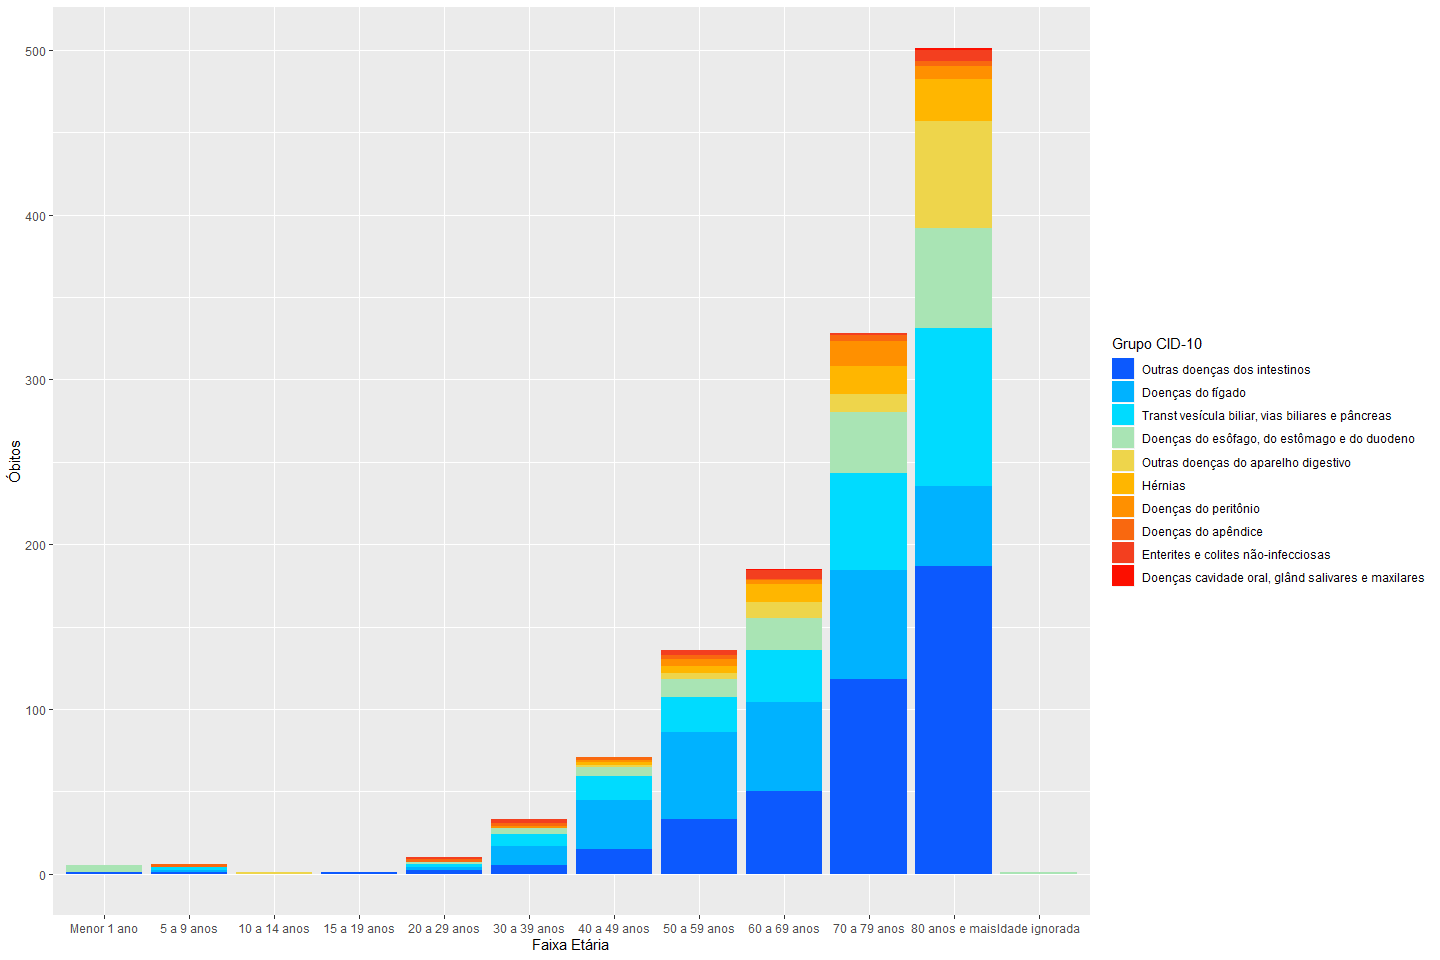 500
400
300
200
100
0
Óbitos
Menor 1 ano
5 a 9 anos
10 a 14 anos
15 a 19 anos
20 a 29 anos
30 a 39 anos
40 a 49 anos
50 a 59 anos
60 a 69 anos
70 a 79 anos
80 anos e mais
Idade ignorada
Faixa Etária
Grupo CID-10
Outras doenças dos intestinos
Doenças do fígado
Transt vesícula biliar, vias biliares e pâncreas
Doenças do esôfago, do estômago e do duodeno
Outras doenças do aparelho digestivo
Hérnias
Doenças do peritônio
Doenças do apêndice
Enterites e colites não-infecciosas
Doenças cavidade oral, glând salivares e maxilares